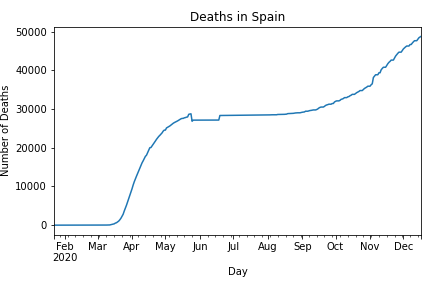 Deaths in Spain
Number of Deaths
50000
40000
30000
20000
10000
0
Feb Mar Apr May Jun Jul Aug Sep Oct Nov Dec
2020
Day